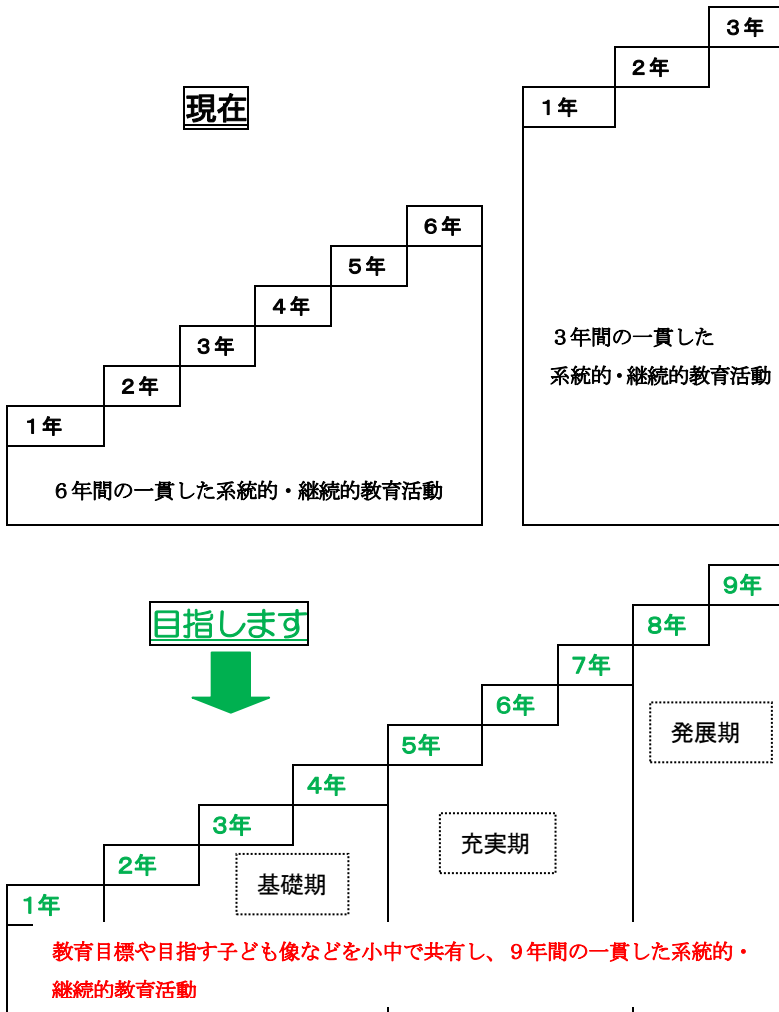 現在
３年
２年
１年
６年
５年
４年
３年
２年
１年
３年間の一貫した
系統的・継続的教育活動
６年間の一貫した系統的・継続的教育活動
目指します
9年
8年
7年
6年
5年
4年
3年
2年
1年
発展期
充実期
基礎期
教育目標や目指す子ども像などを小中で共有し、９年間の一貫した系統的・
継続的教育活動